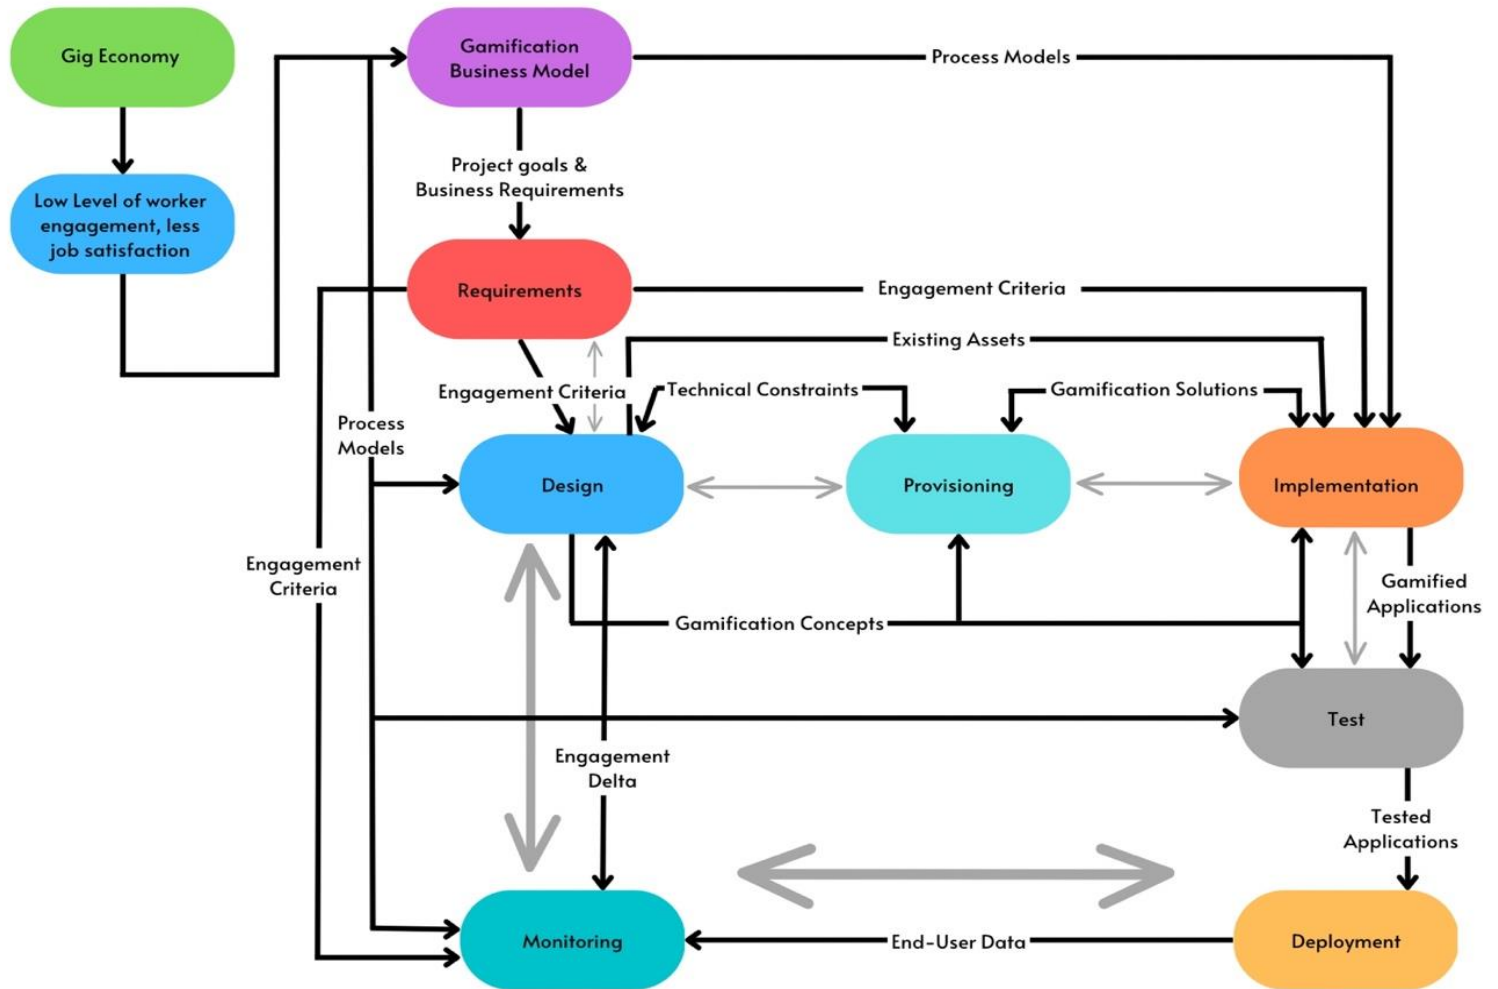 Gig Economy
Gamification
Business Model
Process Models
Project goals &
Business Requirements
Low Level of worker
engagement, less
job satisfaction
Requirements
Engagement Criteria
Existing Assets
Engagement Criteria
Technical Constraints
Gamification Solutions
Process
Models
Design
Provisioning
Implementation
Engagement
Criteria
Gamified
Applications
Gamification Concepts
Test
Engagement
Delta
Tested
Applications
Monitoring
End-User Data
Deployment